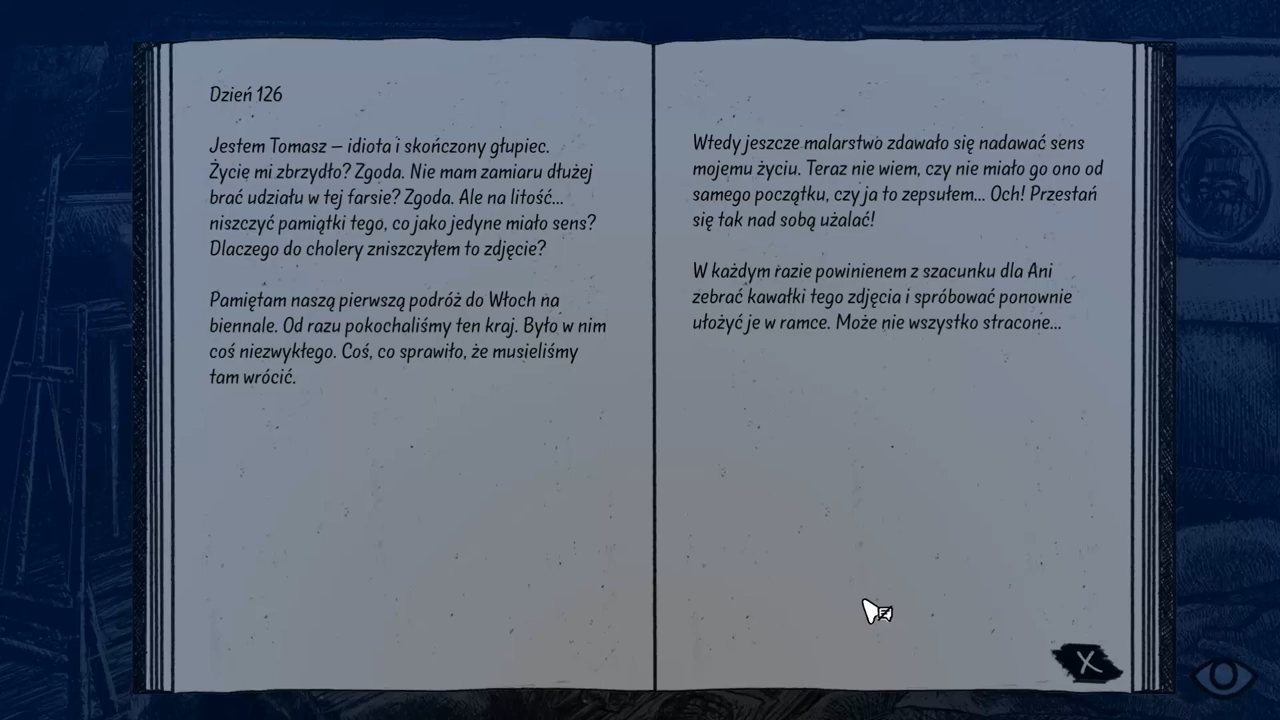 Dzień 126
Jestem Tomasz – idiota i skończony głupiec.
Życie mi zbrzydło? Zgoda. Nie mam zamiaru dłużej
brać udziału w tej farsie? Zgoda. Ale na litość...
niszczyć pamiątki tego, co jako jedyne miało sens?
Dlaczego do cholery zniszczyłem to zdjęcie?
Pamiętam naszą pierwszą podróż do Włoch na
biennale. Od razu pokochaliśmy ten kraj. Było w nim
coś niezwykłego. Coś, co sprawiło, że musieliśmy
tam wrócić.
Wtedy jeszcze malarstwo zdawało się nadawać sens
mojemu życiu. Teraz nie wiem, czy nie miało go ono od
samego początku, czy ja to zepsułem... Och! Przestań
się tak nad sobą użalać!
W każdym razie powinienem z szacunku dla Ani
zebrać kawałki tego zdjęcia i spróbować ponownie
ułożyć je w ramce. Może nie wszystko stracone...
X